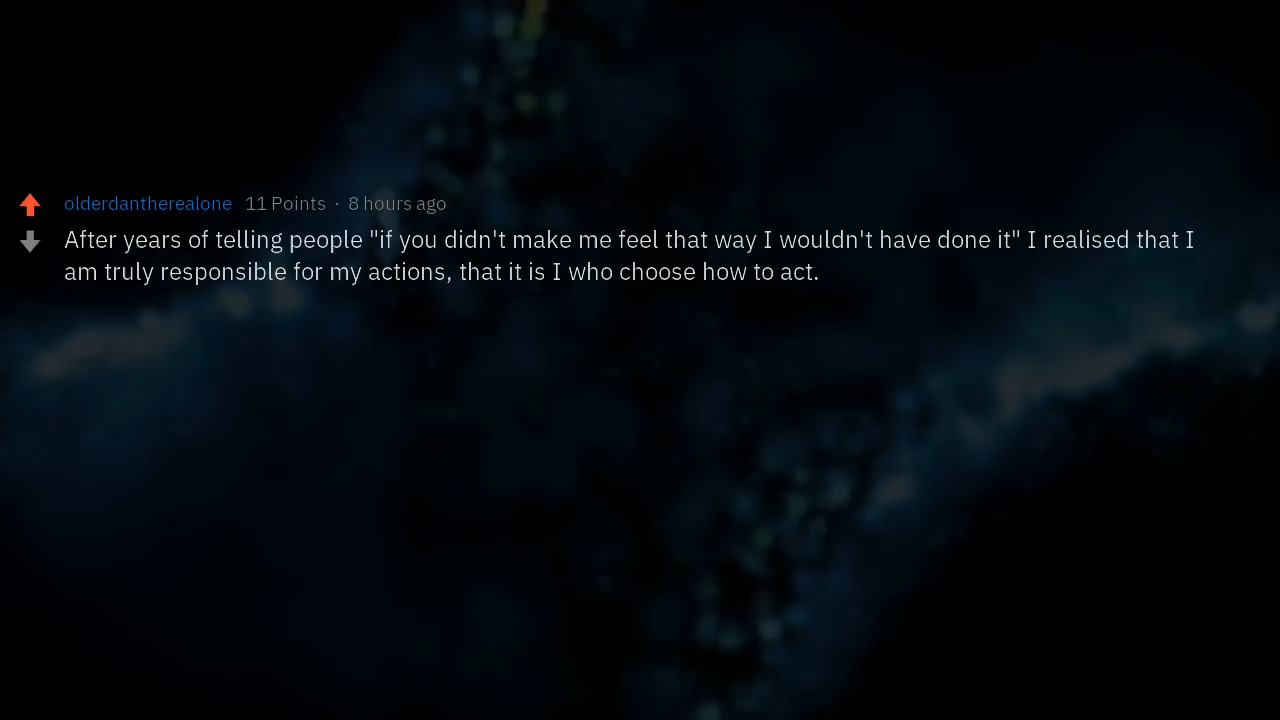 olderdantherealone 11 Points · 8 hours ago
After years of telling people "if you didn't make me feel that way I wouldn't have done it" I realised that I
am truly responsible for my actions, that it is I who choose how to act.